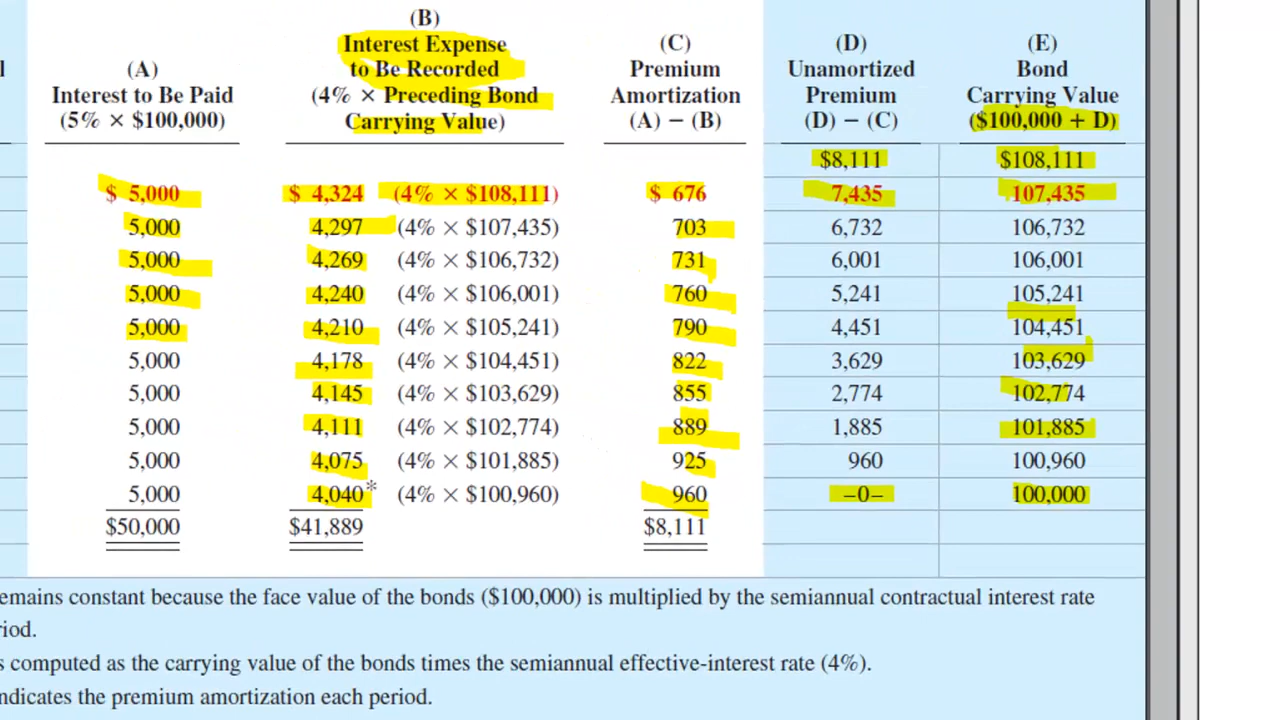 (B)
Interest Expense (C) (D) (E)
(A) to Be Recorded Premium Unamortized Bond
Interest to Be Paid (4% × Preceding Bond Amortization Premium Carrying Value
(5% × $100,000) Carrying Value) (A) − (B) (D) − (C) ($100,000 + D)
$8,111 $108,111
$ 5,000 $ 4,324 (4% × $108,111) $ 676 7,435 107,435
5,000 4,297 (4% × $107,435) 703 6,732 106,732
5,000 4,269 (4% × $106,732) 731 6,001 106,001
5,000 4,240 (4% × $106,001) 760 5,241 105,241
5,000 4,210 (4% × $105,241) 790 4,451 104,451
5,000 4,178 (4% × $104,451) 822 3,629 103,629
5,000 4,145 (4% × $103,629) 855 2,774 102,774
5,000 4,111 (4% × $102,774) 889 1,885 101,885
5,000 4,075 (4% × $101,885) 925 960 100,960
5,000 4,040* (4% × $100,960) 960 –0– 100,000
$50,000 $41,889 $8,111
emains constant because the face value of the bonds ($100,000) is multiplied by the semiannual contractual interest rate
riod.
s computed as the carrying value of the bonds times the semiannual effective-interest rate (4%).
ndicates the premium amortization each period.